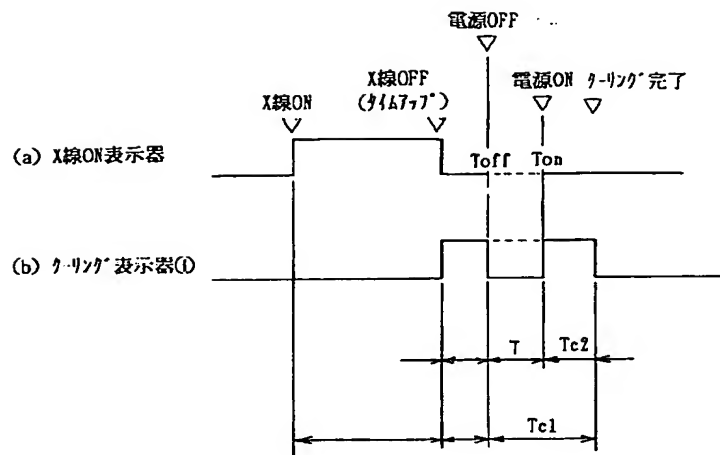 電源OFF
X線OFF
(タイムアップ)
電源ON クーリング完了
X線ON
(a) X線ON表示器
Toff Ton
(b) クーリング表示器①
T Tc2
Tc1